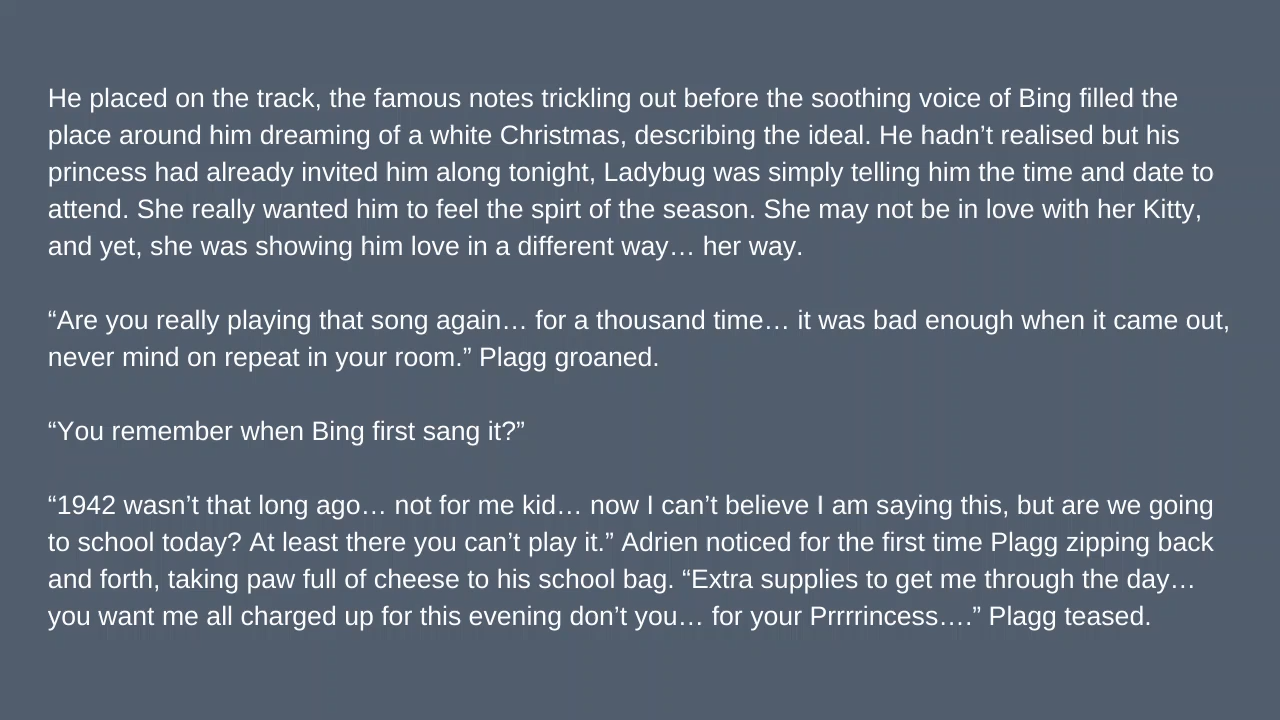 He placed on the track, the famous notes trickling out before the soothing voice of Bing filled the
place around him dreaming of a white Christmas, describing the ideal. He hadn’t realised but his
princess had already invited him along tonight, Ladybug was simply telling him the time and date to
attend. She really wanted him to feel the spirt of the season. She may not be in love with her Kitty,
and yet, she was showing him love in a different way… her way.
“Are you really playing that song again… for a thousand time… it was bad enough when it came out,
never mind on repeat in your room.” Plagg groaned.
“You remember when Bing first sang it?”
“1942 wasn’t that long ago… not for me kid… now I can’t believe I am saying this, but are we going
to school today? At least there you can’t play it.” Adrien noticed for the first time Plagg zipping back
and forth, taking paw full of cheese to his school bag. “Extra supplies to get me through the day…
you want me all charged up for this evening don’t you… for your Prrrrincess….” Plagg teased.